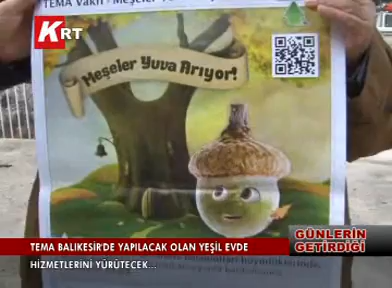 TEMA Vakfı - Meşeler
KRT
Meşeler Yuva Arıyor!
GÜNLERİN
GETİRDİĞİ
TEMA BALIKESİR'DE YAPILACAK OLAN YEŞİL EVDE
HİZMETLERİNİ YÜRÜTECEK...